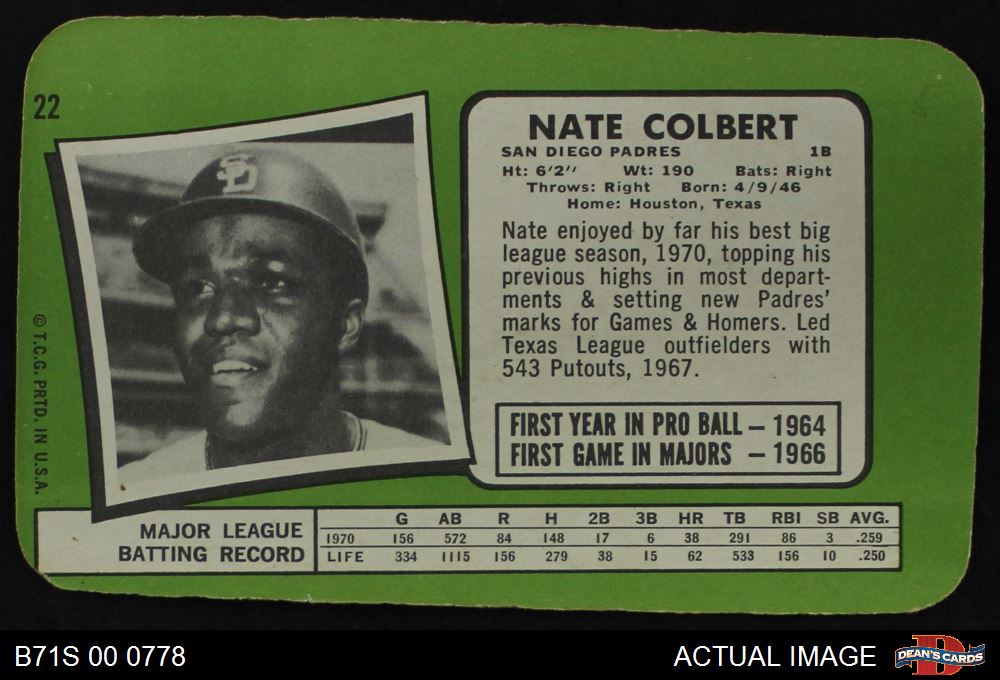 22
© T.C.G. PRTD. IN U.S.A.
SD
NATE COLBERT
SAN DIEGO PADRES 1B
Ht: 6'2" Wt: 190 Bats: Right
Throws: Right Born: 4/9/46
Home: Houston, Texas
Nate enjoyed by far his best big
league season, 1970, topping his
previous highs in most depart-
ments & setting new Padres'
marks for Games & Homers. Led
Texas League outfielders with
543 Putouts, 1967.
FIRST YEAR IN PRO BALL — 1964
FIRST GAME IN MAJORS — 1966
MAJOR LEAGUE
BATTING RECORD
G AB R H 2B 3B HR TB RBI SB AVG.
1970 156 572 84 148 17 6 38 291 86 3 .259
LIFE 334 1115 156 279 38 15 62 533 156 10 .250
B71S 00 0778
ACTUAL IMAGE
D
DEAN'S CARDS